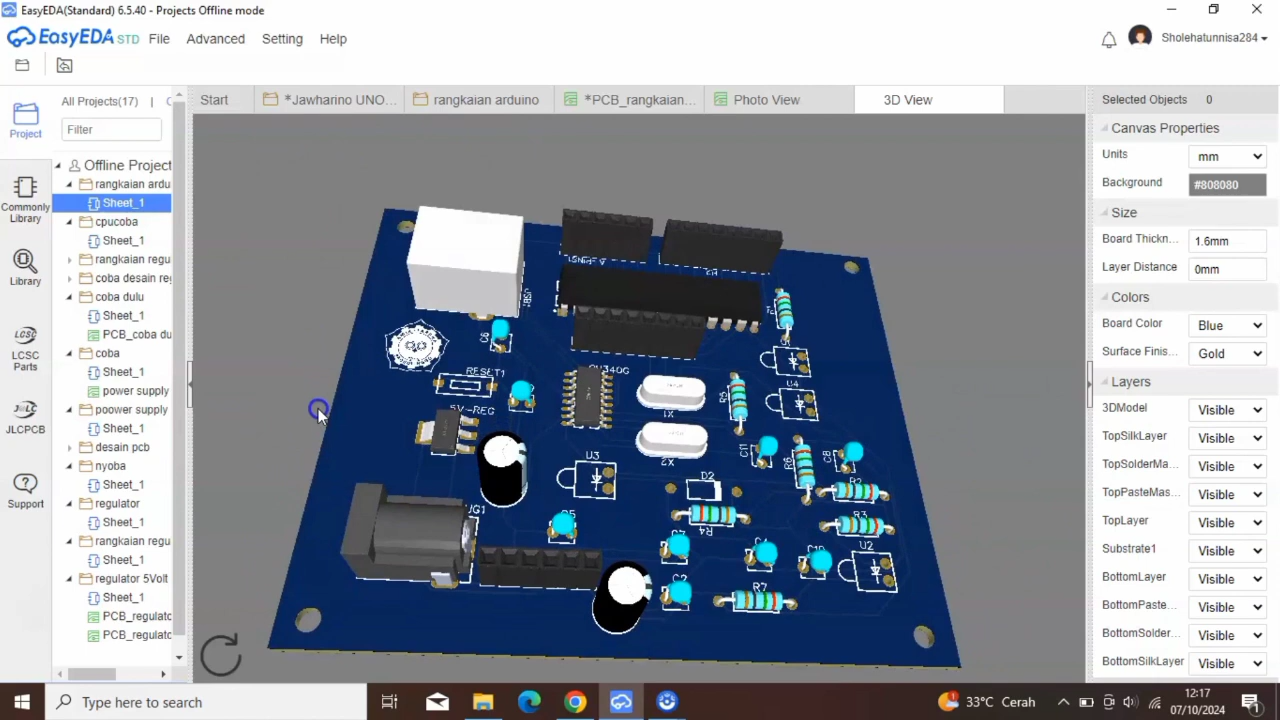 EasyEDA(Standard) 6.5.40 - Projects Offline mode
EasyEDA STD File Advanced Setting Help Sholehatunnisa284
Start *Jawharino UNO... rangkaian arduino *PCB_rangkaian... Photo View 3D View
Project
Commonly Library
Library
LCSC Parts
JLCPCB
Support
All Projects(17) |
Filter
Offline Project
rangkaian ardu
Sheet_1
cpucoba
Sheet_1
rangkaian regu
coba desain re
coba dulu
Sheet_1
PCB_coba du
coba
Sheet_1
power supply
poower supply
Sheet_1
desain pcb
nyoba
Sheet_1
regulator
Sheet_1
rangkaian regu
Sheet_1
regulator 5Volt
Sheet_1
PCB_regulato
PCB_regulato
USB
C6
RESET1
5V-REG
CH340G
1X
2X
R5
U4
U3
D2
R4
C1
R6
C8
R2
R3
U2
R7
C2
Selected Objects 0
Canvas Properties
Units mm
Background #808080
Size
Board Thickn... 1.6mm
Layer Distance 0mm
Colors
Board Color Blue
Surface Finis... Gold
Layers
3DModel Visible
TopSilkLayer Visible
TopSolderMa... Visible
TopPasteMas... Visible
TopLayer Visible
Substrate1 Visible
BottomLayer Visible
BottomPaste... Visible
BottomSolder... Visible
BottomSilkLayer Visible
Type here to search
33°C Cerah
12:17
07/10/2024